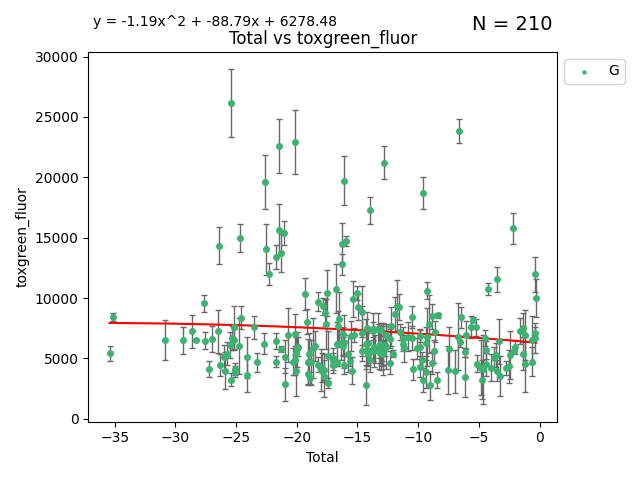 y = -1.19x^2 + -88.79x + 6278.48
N = 210
Total vs toxgreen_fluor
G
30000
25000
20000
15000
10000
5000
0
toxgreen_fluor
−35 −30 −25 −20 −15 −10 −5 0
Total